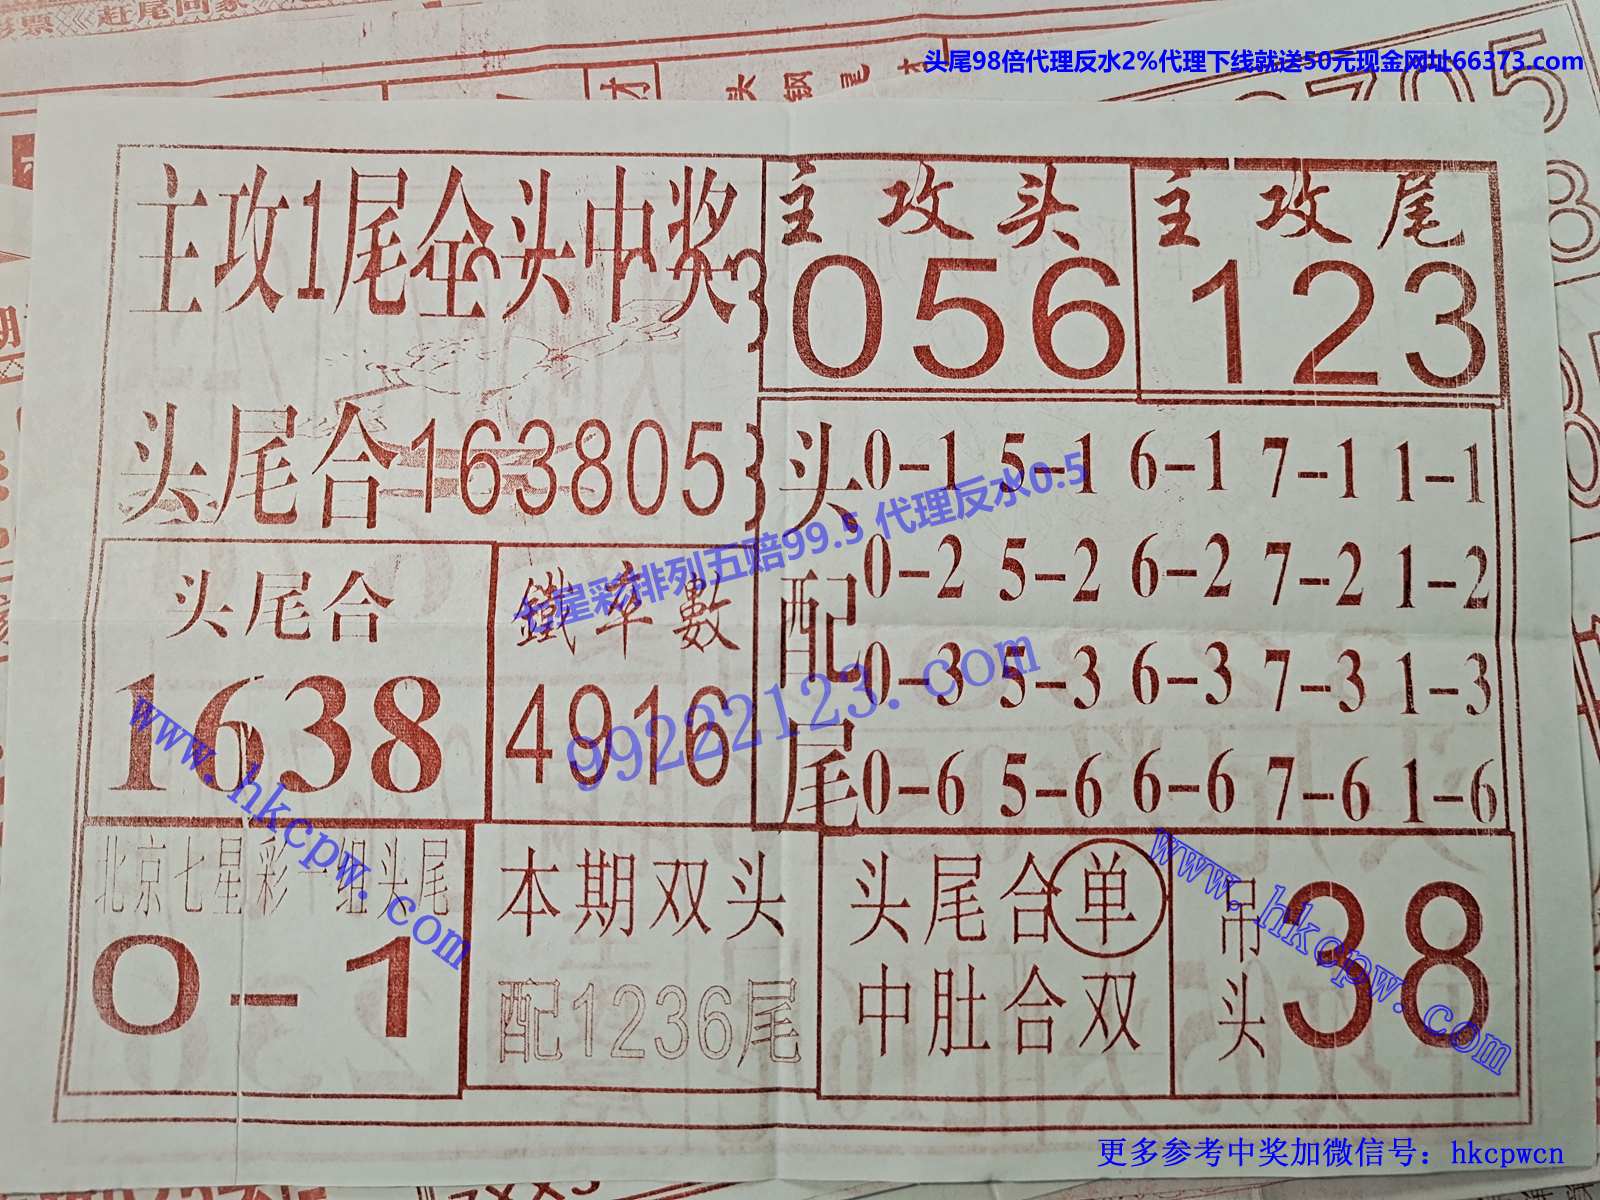 头尾98倍代理反水2%代理下线就送50元现金网址66373.com
主攻1尾全头中奖
主攻头
056
主攻尾
123
头尾合163805
头配尾
0-1 5-1 6-1 7-1 1-1
0-2 5-2 6-2 7-2 1-2
0-3 5-3 6-3 7-3 1-3
0-6 5-6 6-6 7-6 1-6
七星彩排列五赔99.5 代理反水0.5
99222123.com
头尾合
1638
鐵率數
4916
www.hkcpw.com
北京七星彩一组头尾
0-1
本期双头
配1236尾
头尾合单
中肚合双
吊头
38
www.hkcpw.com
更多参考中奖加微信号：hkcpwcn